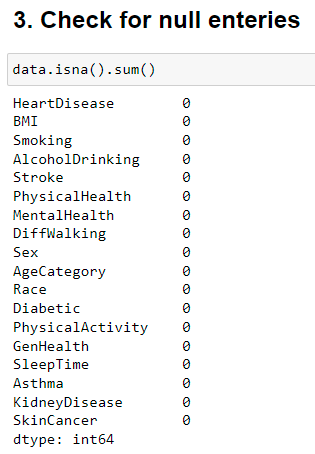 3. Check for null enteries
data.isna().sum()
HeartDisease 0
BMI 0
Smoking 0
AlcoholDrinking 0
Stroke 0
PhysicalHealth 0
MentalHealth 0
DiffWalking 0
Sex 0
AgeCategory 0
Race 0
Diabetic 0
PhysicalActivity 0
GenHealth 0
SleepTime 0
Asthma 0
KidneyDisease 0
SkinCancer 0
dtype: int64